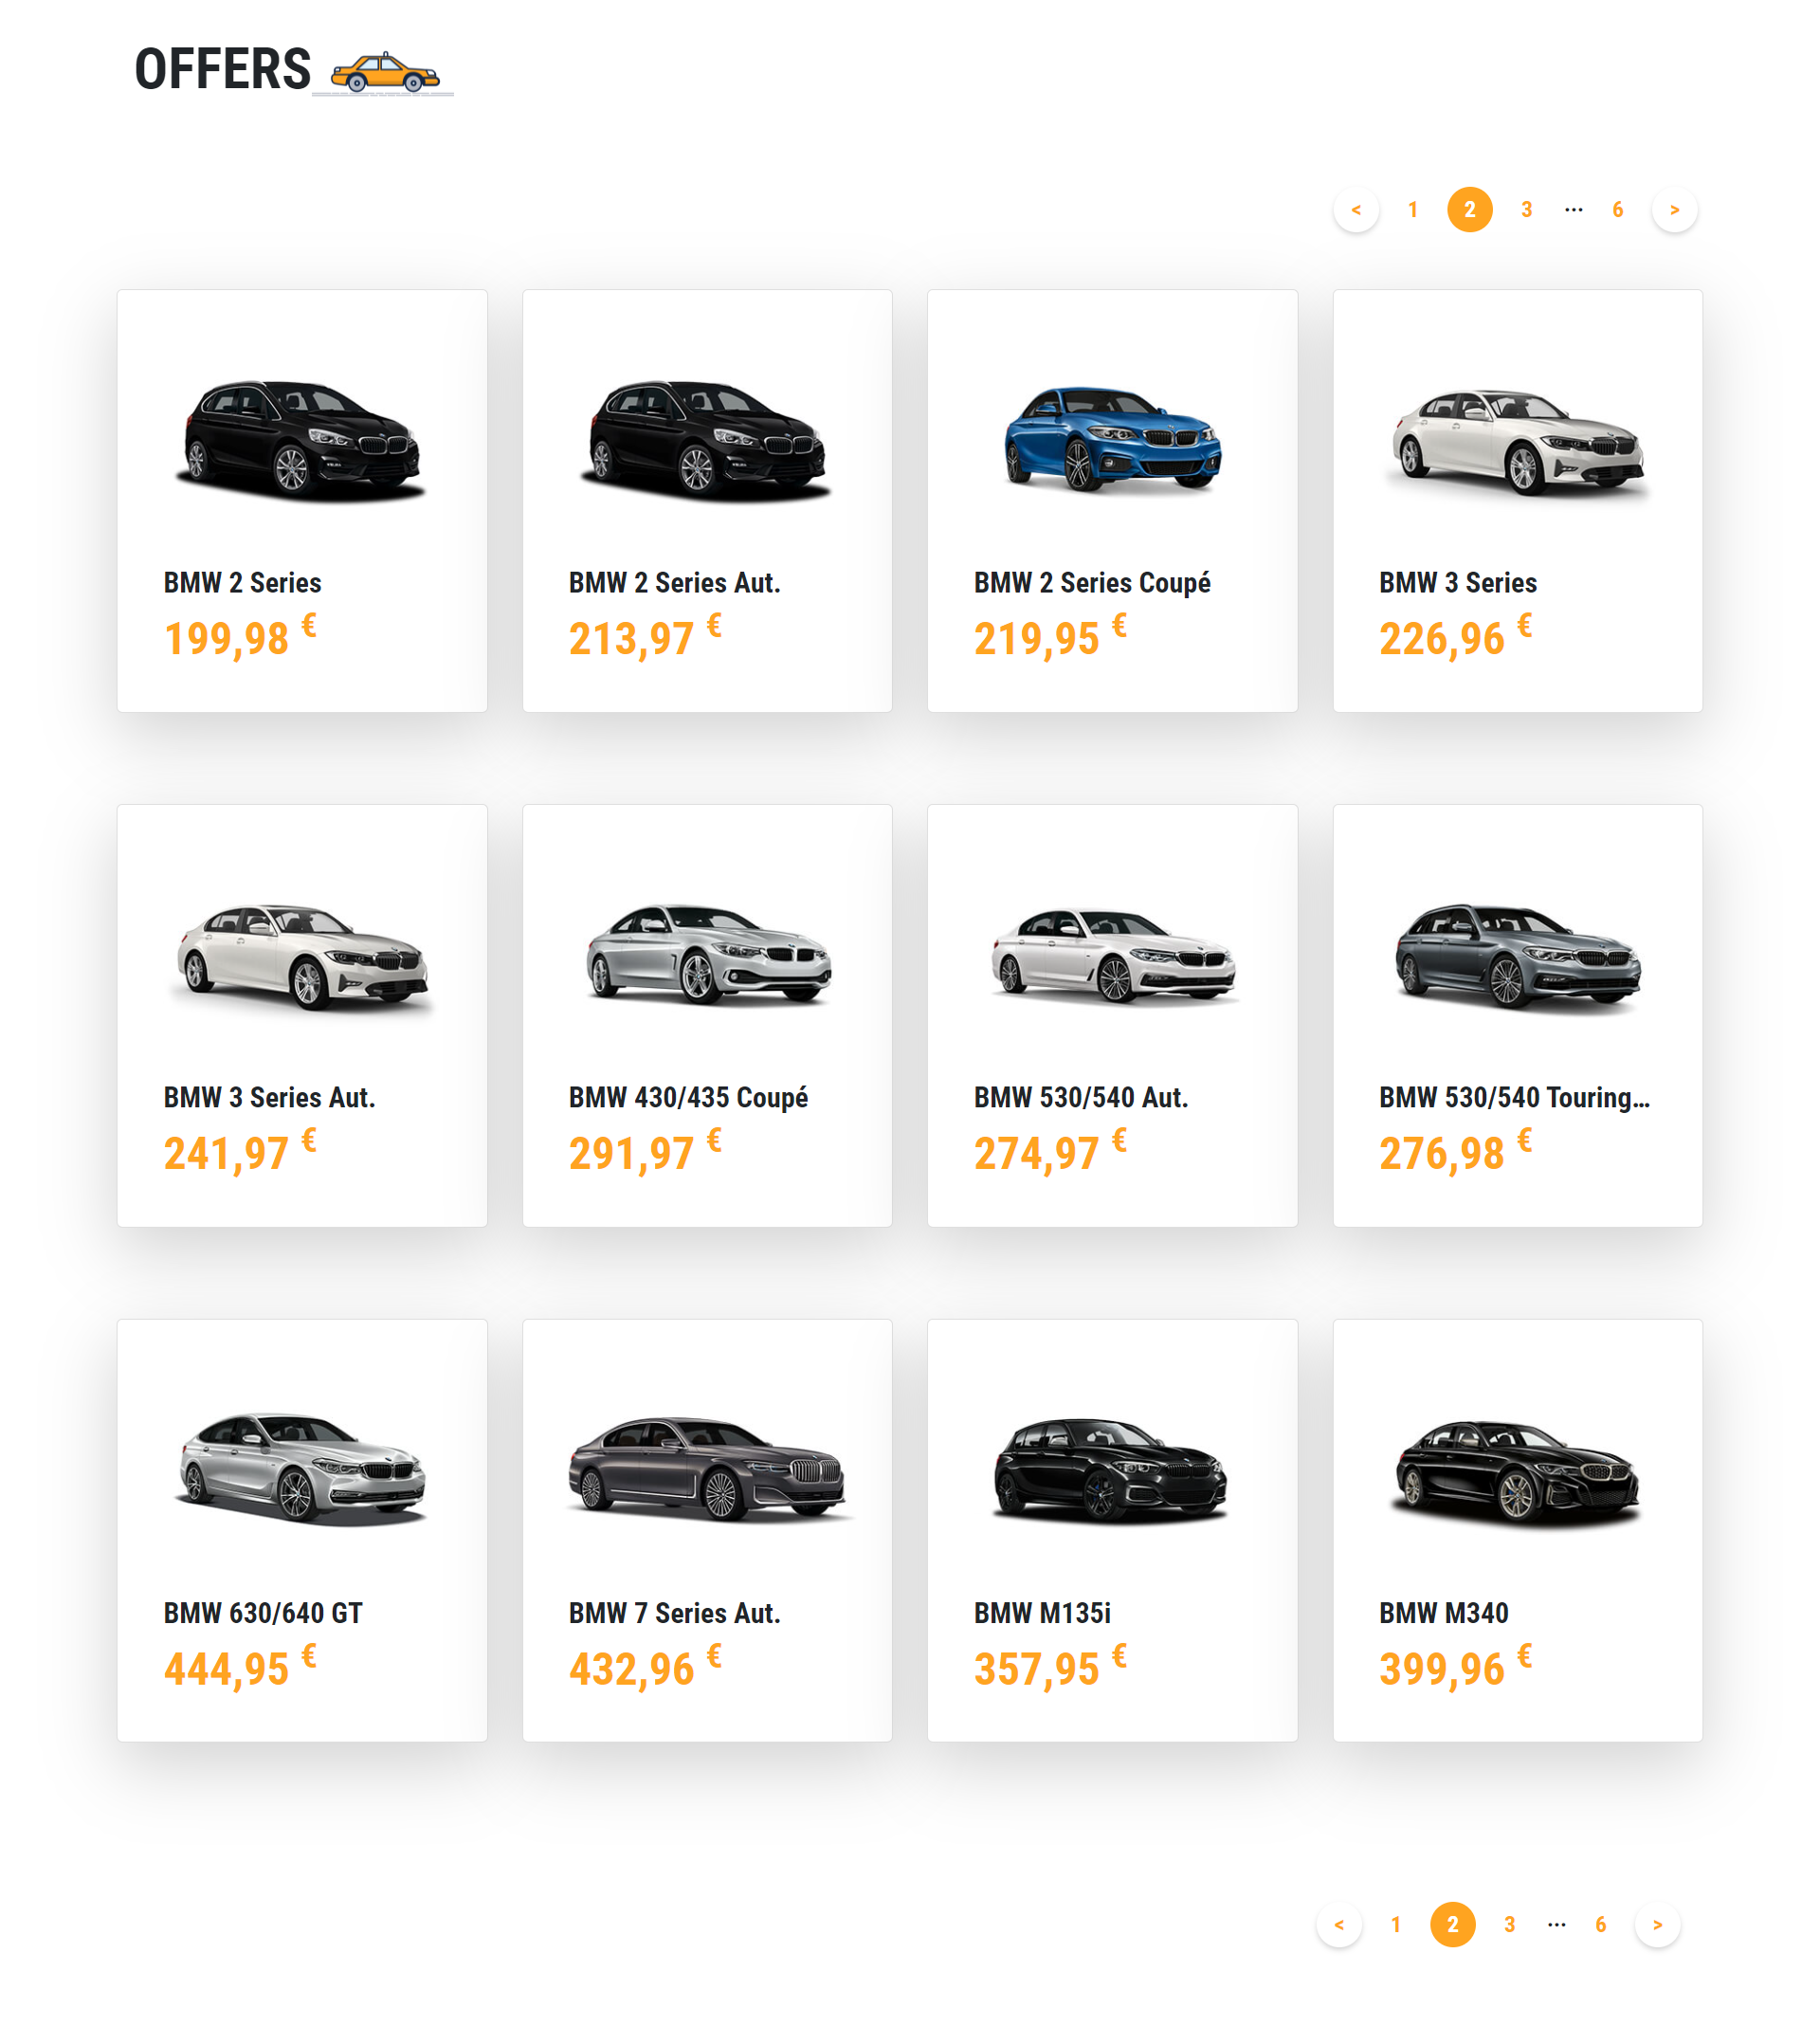 OFFERS
< 1 2 3 ... 6 >
BMW 2 Series
199,98 €
BMW 2 Series Aut.
213,97 €
BMW 2 Series Coupé
219,95 €
BMW 3 Series
226,96 €
BMW 3 Series Aut.
241,97 €
BMW 430/435 Coupé
291,97 €
BMW 530/540 Aut.
274,97 €
BMW 530/540 Touring...
276,98 €
BMW 630/640 GT
444,95 €
BMW 7 Series Aut.
432,96 €
BMW M135i
357,95 €
BMW M340
399,96 €
< 1 2 3 ... 6 >